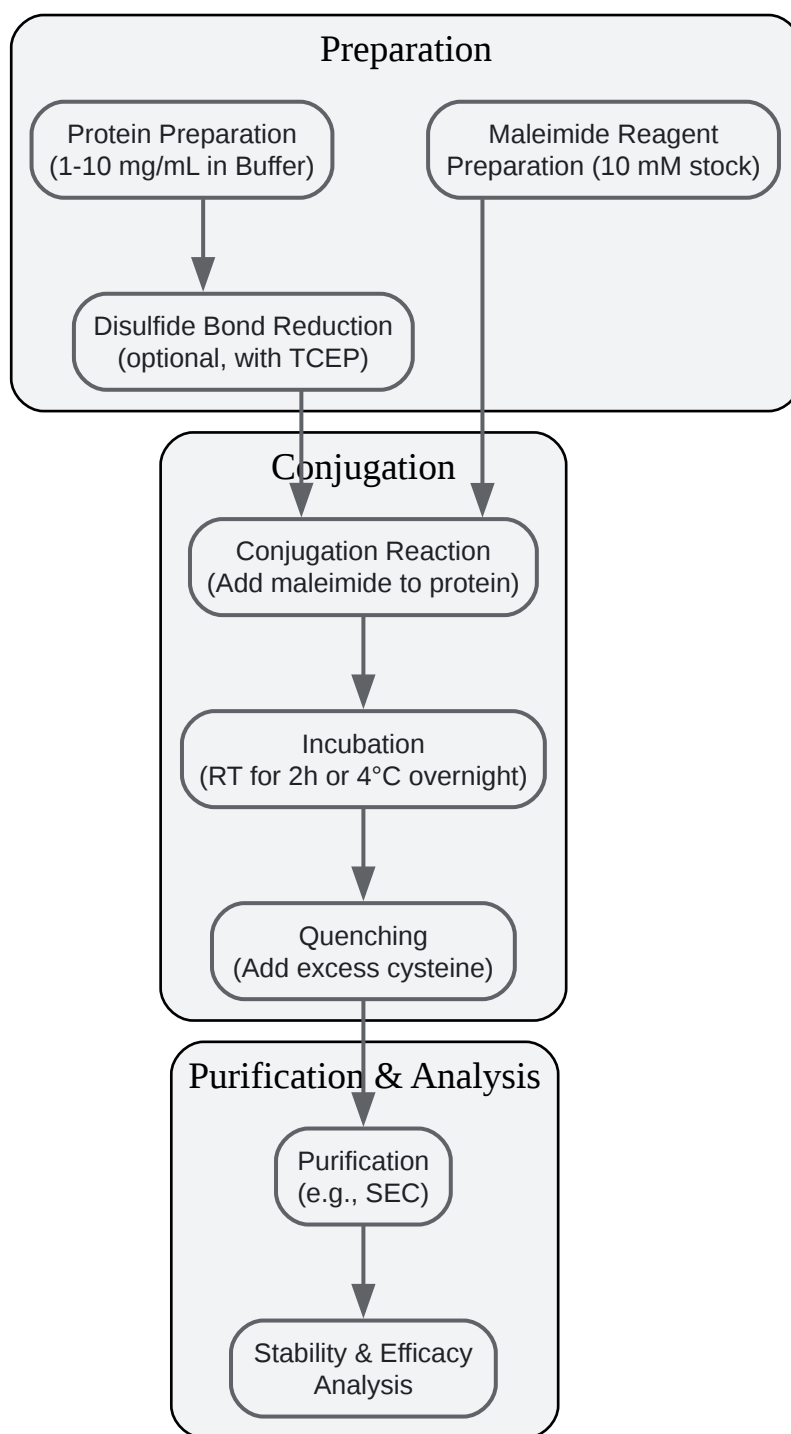 Preparation
Protein Preparation
(1-10 mg/mL in Buffer)
Maleimide Reagent
Preparation (10 mM stock)
Disulfide Bond Reduction
(optional, with TCEP)
Conjugation
Conjugation Reaction
(Add maleimide to protein)
Incubation
(RT for 2h or 4°C overnight)
Quenching
(Add excess cysteine)
Purification & Analysis
Purification
(e.g., SEC)
Stability & Efficacy
Analysis